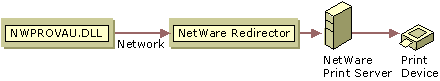 NWPROVAU.DLL
Network
NetWare Redirector
NetWare
Print Server
Print
Device